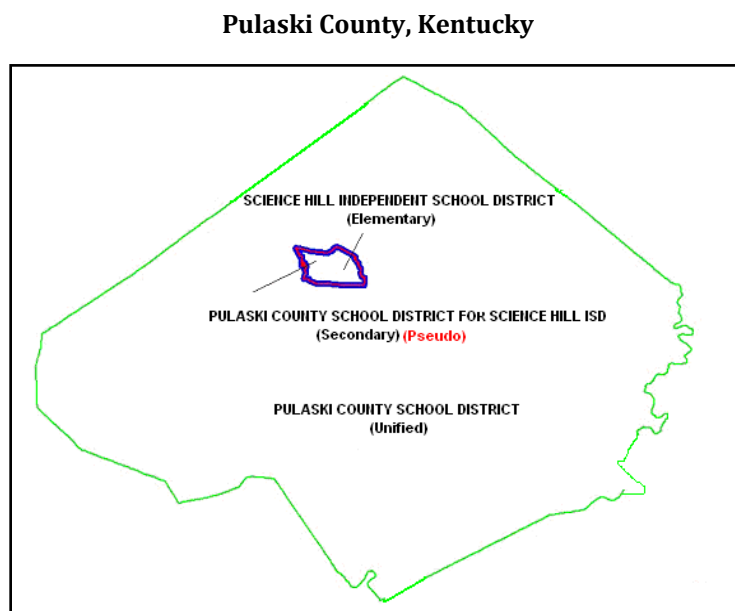 Pulaski County, Kentucky
SCIENCE HILL INDEPENDENT SCHOOL DISTRICT
(Elementary)
PULASKI COUNTY SCHOOL DISTRICT FOR SCIENCE HILL ISD
(Secondary) (Pseudo)
PULASKI COUNTY SCHOOL DISTRICT
(Unified)